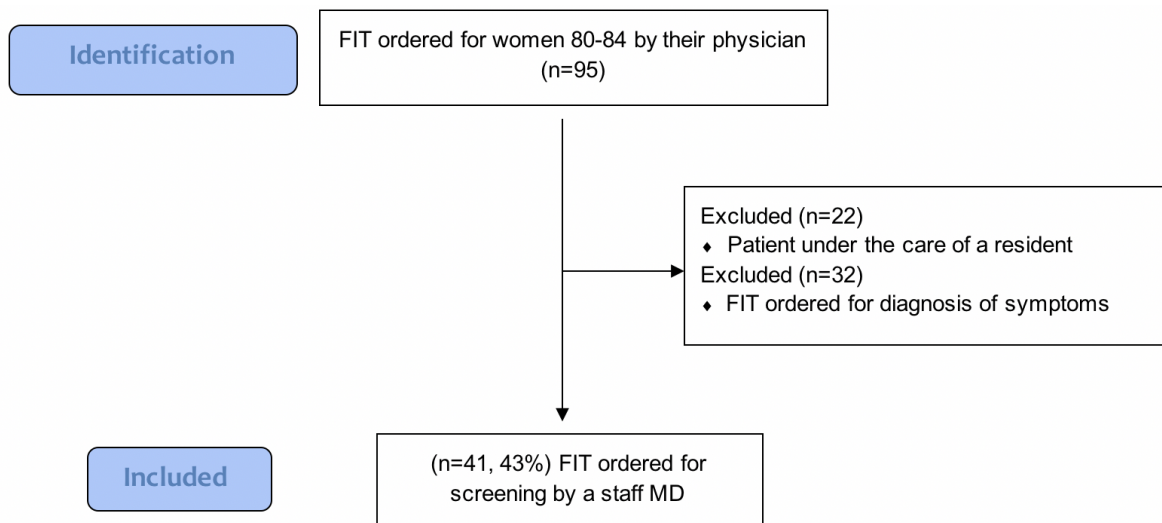 Identification
FIT ordered for women 80-84 by their physician
(n=95)
Excluded (n=22)
⬧ Patient under the care of a resident
Excluded (n=32)
⬧ FIT ordered for diagnosis of symptoms
Included
(n=41, 43%) FIT ordered for
screening by a staff MD